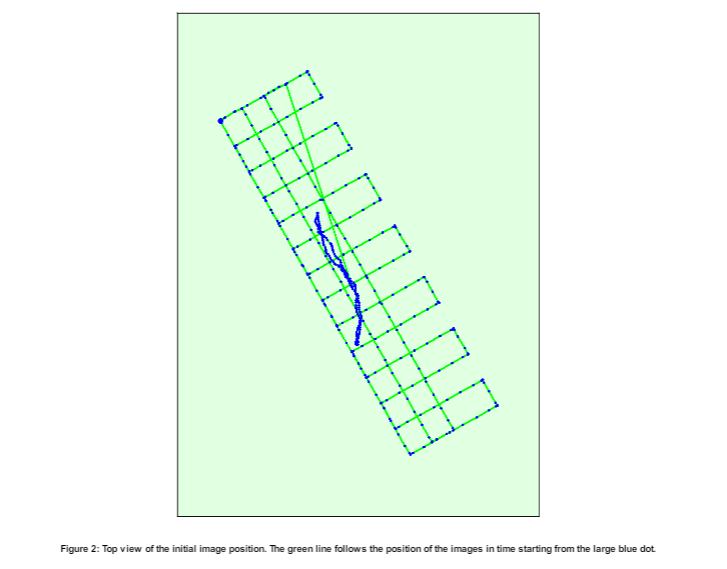 Figure 2: Top view of the initial image position. The green line follows the position of the images in time starting from the large blue dot.